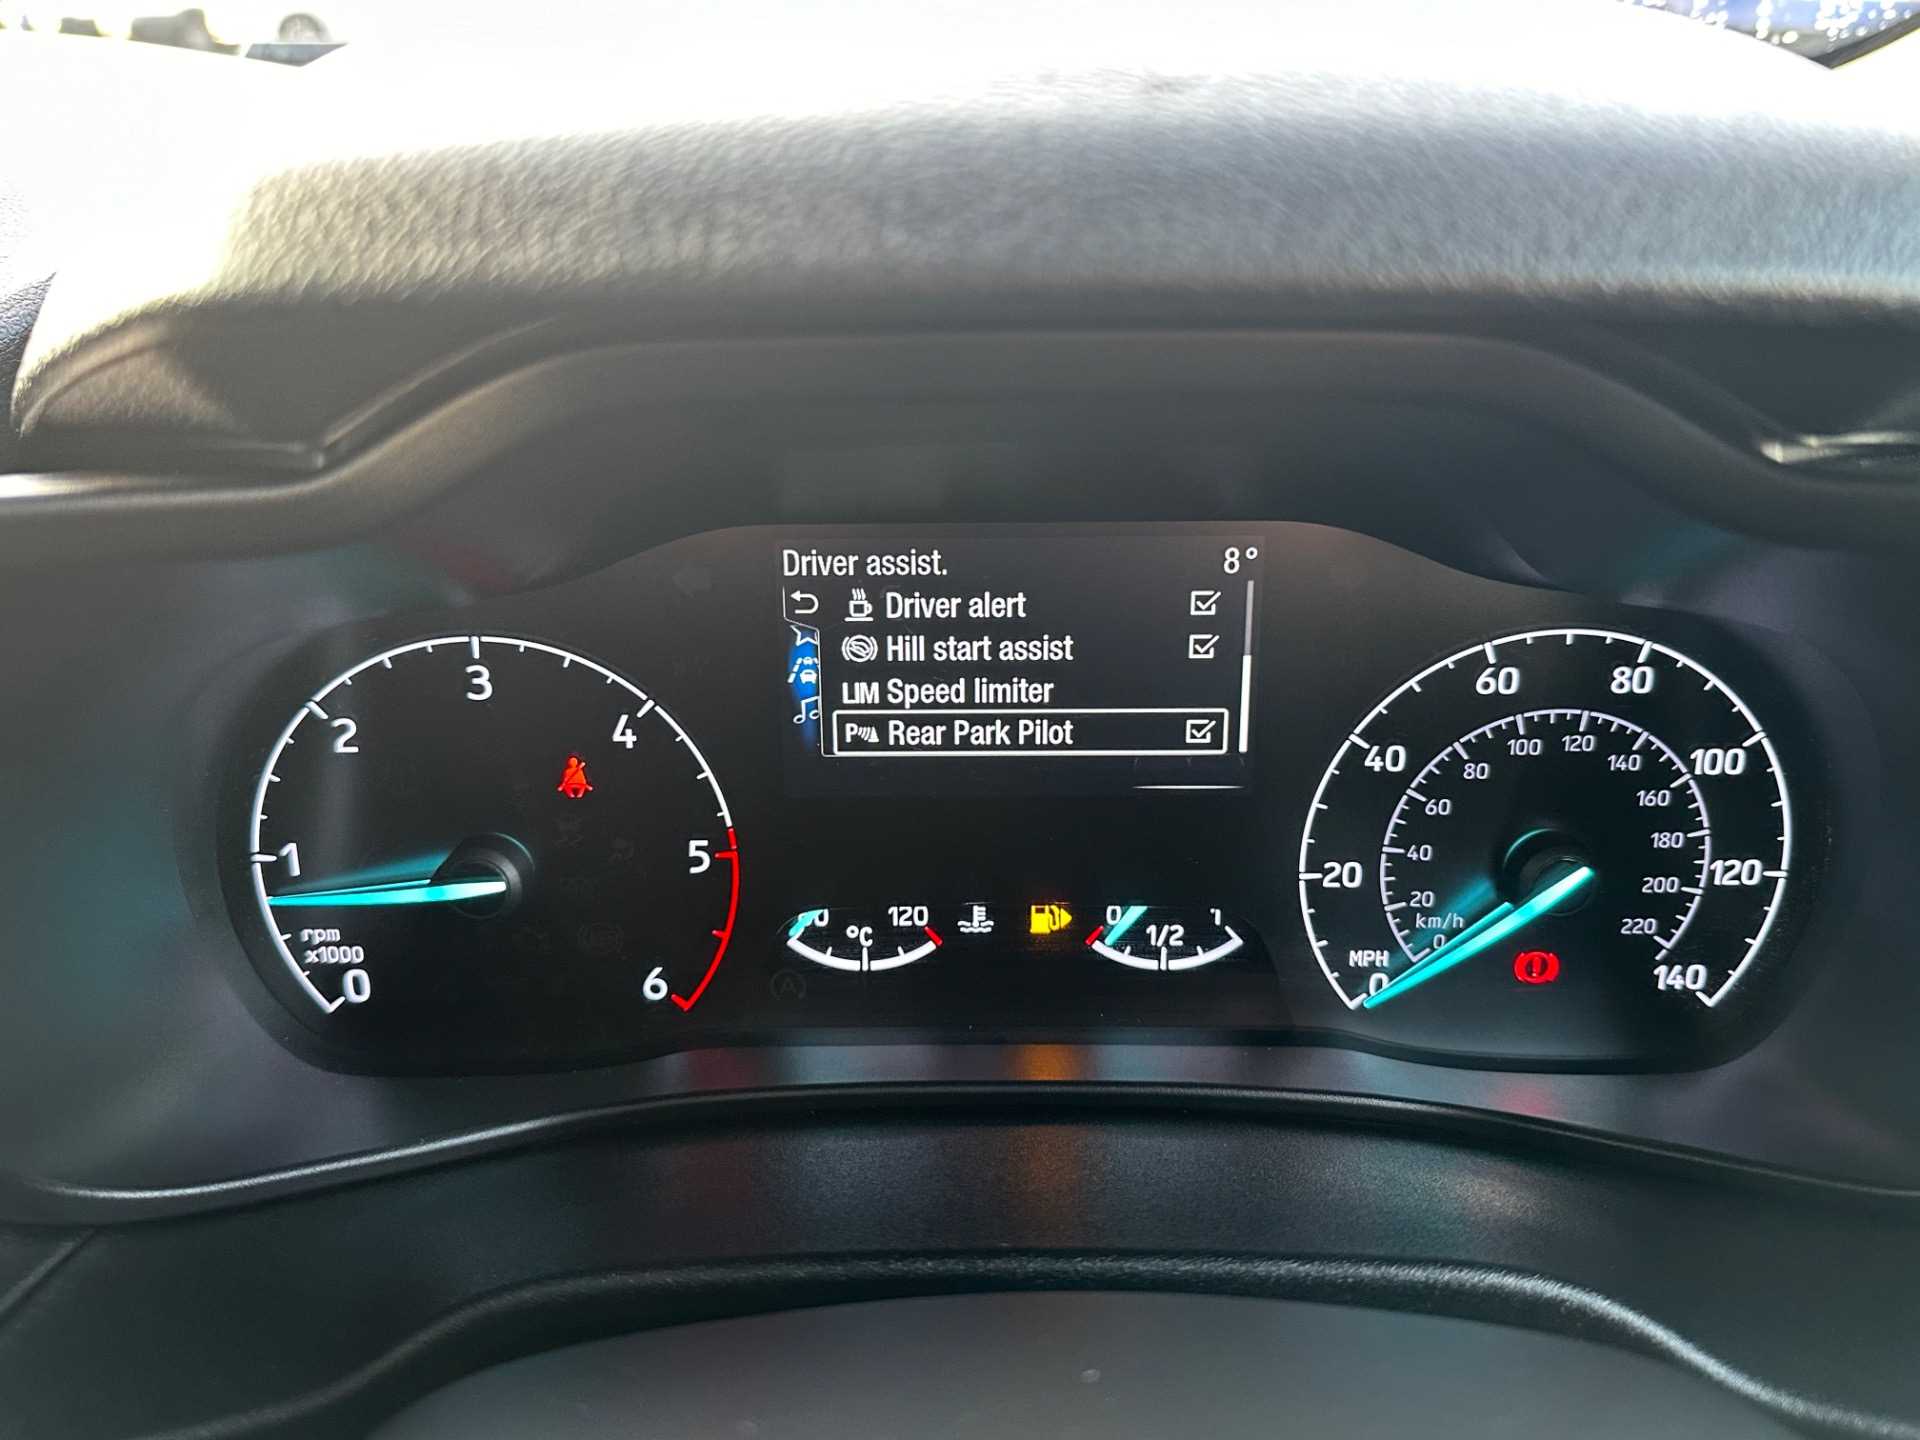 Driver assist. 8°
Driver alert
Hill start assist
LIM Speed limiter
P Rear Park Pilot
0 1 2 3 4 5 6
rpm
x1000
120
°C
0 1/2 1
0 20 40 60 80 100 120 140
MPH
0 20 40 60 80 100 120 140 160 180 200 220
km/h
A